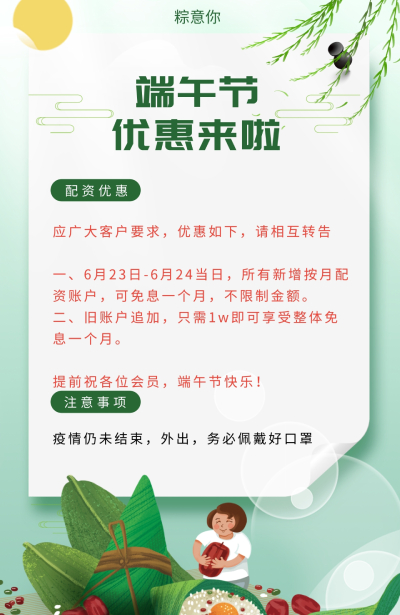 粽意你
端午节
优惠来啦
配资优惠
应广大客户要求，优惠如下，请相互转告
一、6月23日-6月24当日，所有新增按月配
资账户，可免息一个月，不限制金额。
二、旧账户追加，只需1w即可享受整体免
息一个月。
提前祝各位会员，端午节快乐！
注意事项
疫情仍未结束，外出，务必佩戴好口罩